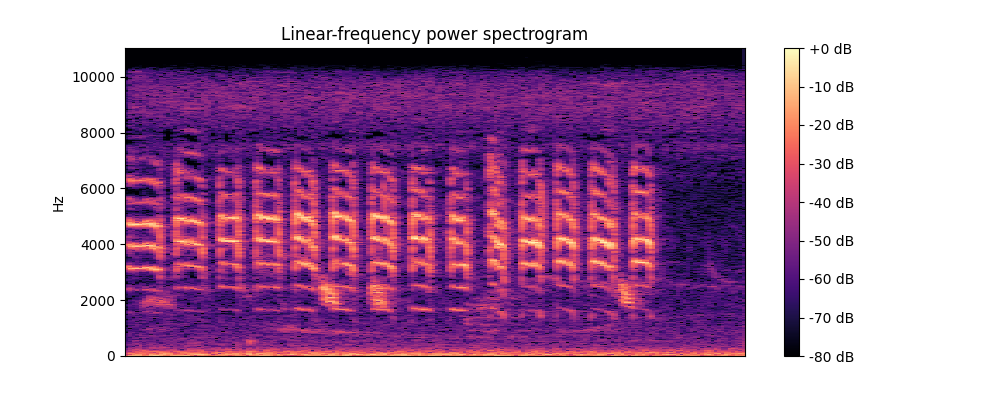 Linear-frequency power spectrogram
Hz
10000
8000
6000
4000
2000
0
+0 dB
-10 dB
-20 dB
-30 dB
-40 dB
-50 dB
-60 dB
-70 dB
-80 dB